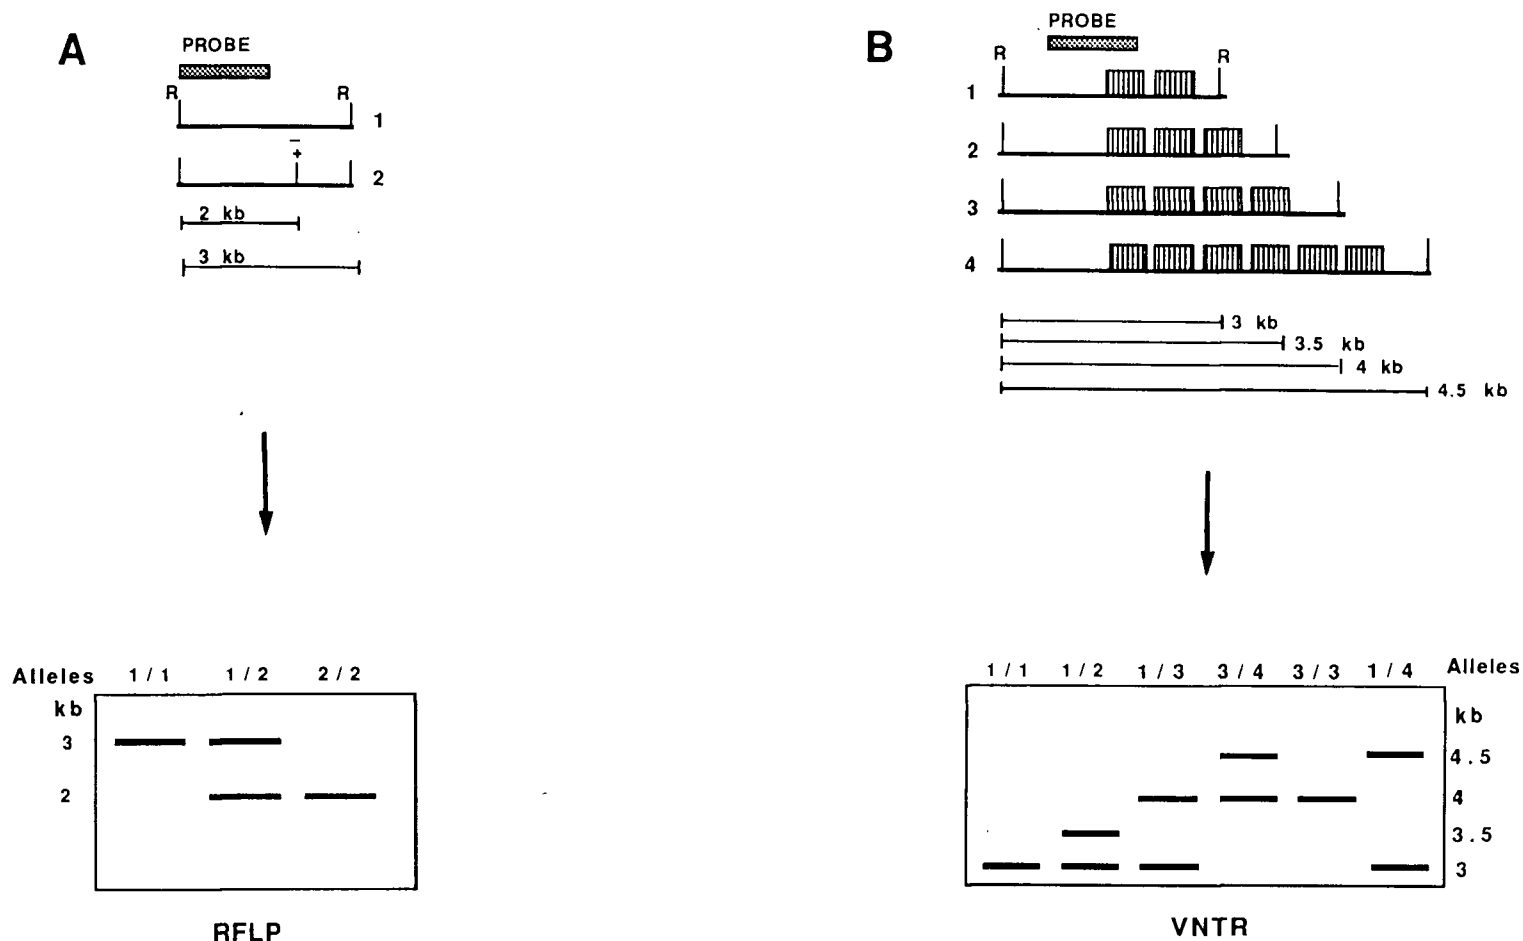 A
PROBE
R R
1
–
+
2
2 kb
3 kb
Alleles 1 / 1 1 / 2 2 / 2
kb
3
2
RFLP
B
PROBE
R R
1
2
3
4
3 kb
3.5 kb
4 kb
4.5 kb
1 / 1 1 / 2 1 / 3 3 / 4 3 / 3 1 / 4 Alleles
kb
4.5
4
3.5
3
VNTR